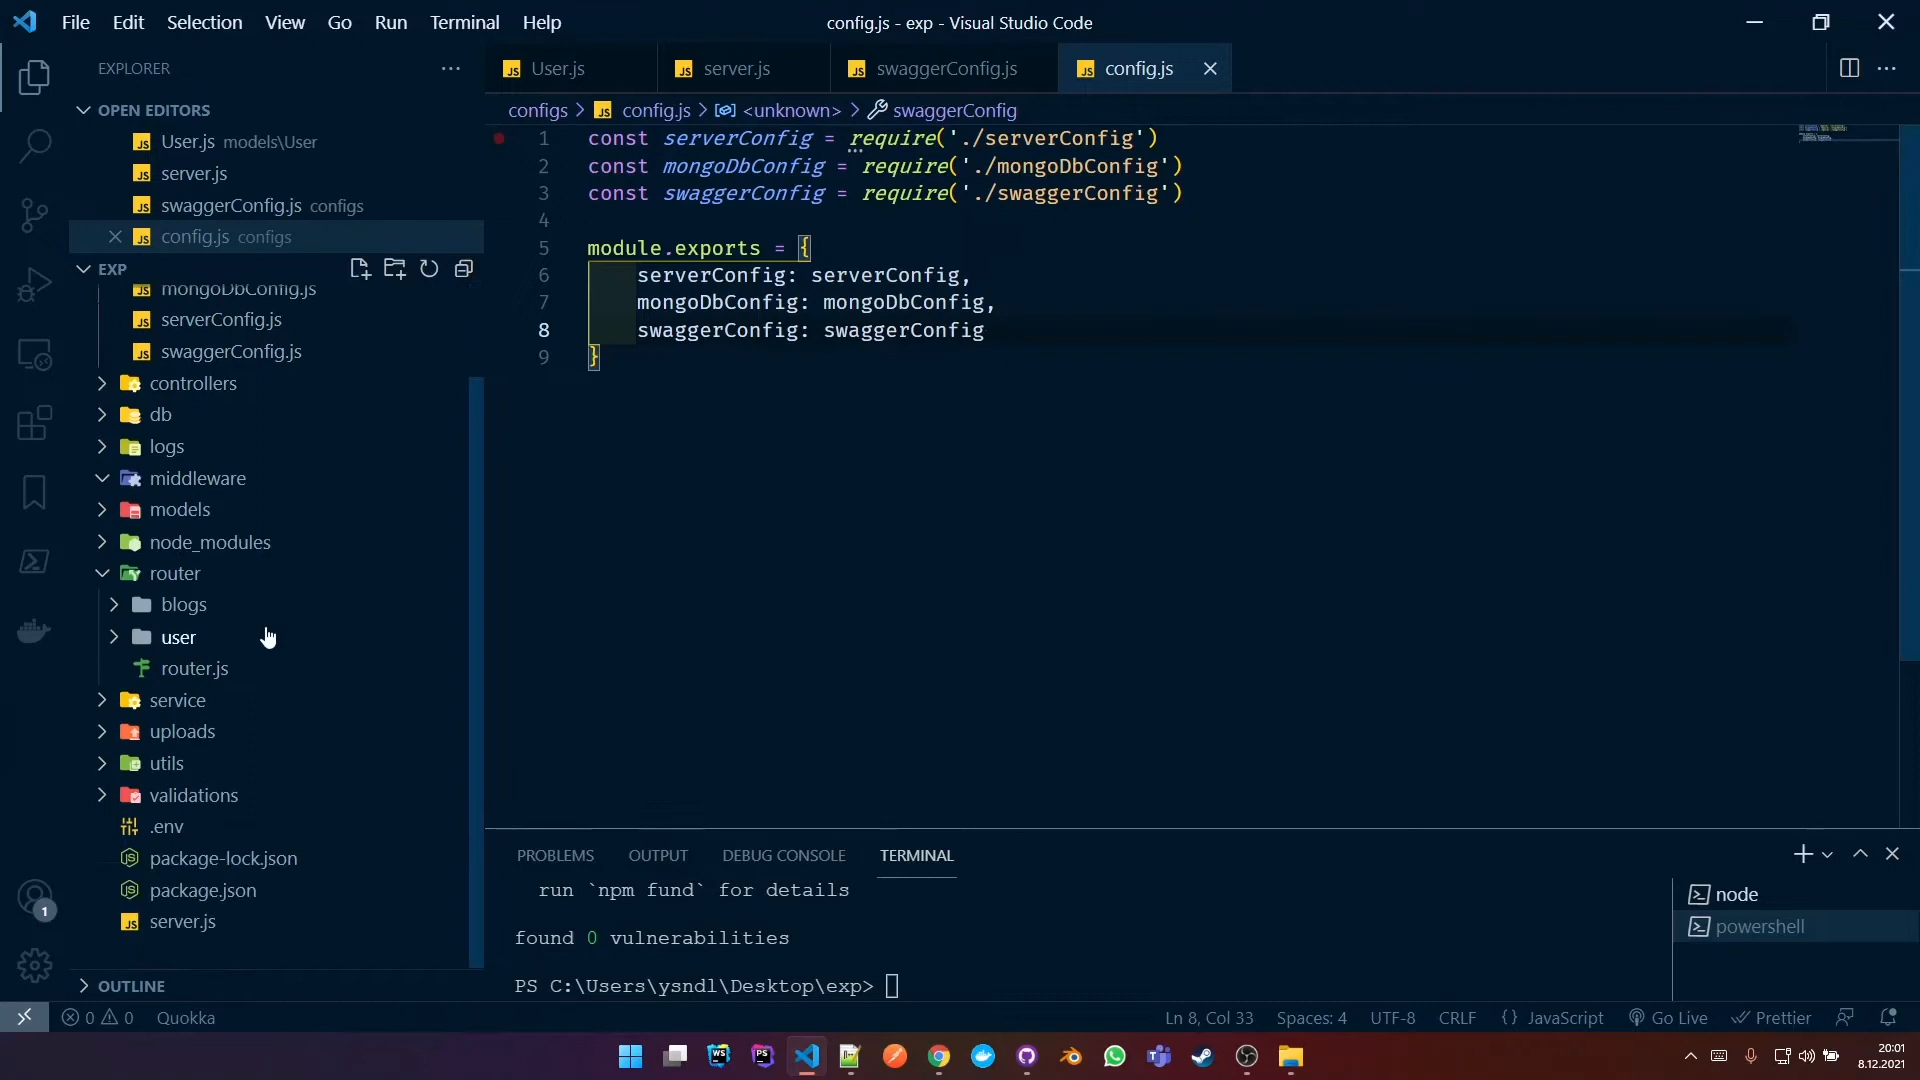 File Edit Selection View Go Run Terminal Help
config.js - exp - Visual Studio Code
EXPLORER
OPEN EDITORS
User.js models\User
server.js
swaggerConfig.js configs
config.js configs
EXP
mongoDbConfig.js
serverConfig.js
swaggerConfig.js
controllers
db
logs
middleware
models
node_modules
router
blogs
user
router.js
service
uploads
utils
validations
.env
package-lock.json
package.json
server.js
OUTLINE
User.js server.js swaggerConfig.js config.js
configs > config.js > <unknown> > swaggerConfig
1 const serverConfig = require('./serverConfig')
2 const mongoDbConfig = require('./mongoDbConfig')
3 const swaggerConfig = require('./swaggerConfig')
4
5 module.exports = {
6 serverConfig: serverConfig,
7 mongoDbConfig: mongoDbConfig,
8 swaggerConfig: swaggerConfig
9 }
PROBLEMS OUTPUT DEBUG CONSOLE TERMINAL
run `npm fund` for details
found 0 vulnerabilities
PS C:\Users\ysndl\Desktop\exp>
node
powershell
1
0 0 Quokka
Ln 8, Col 33 Spaces: 4 UTF-8 CRLF {} JavaScript Go Live Prettier
WS PS
20:01
8.12.2021